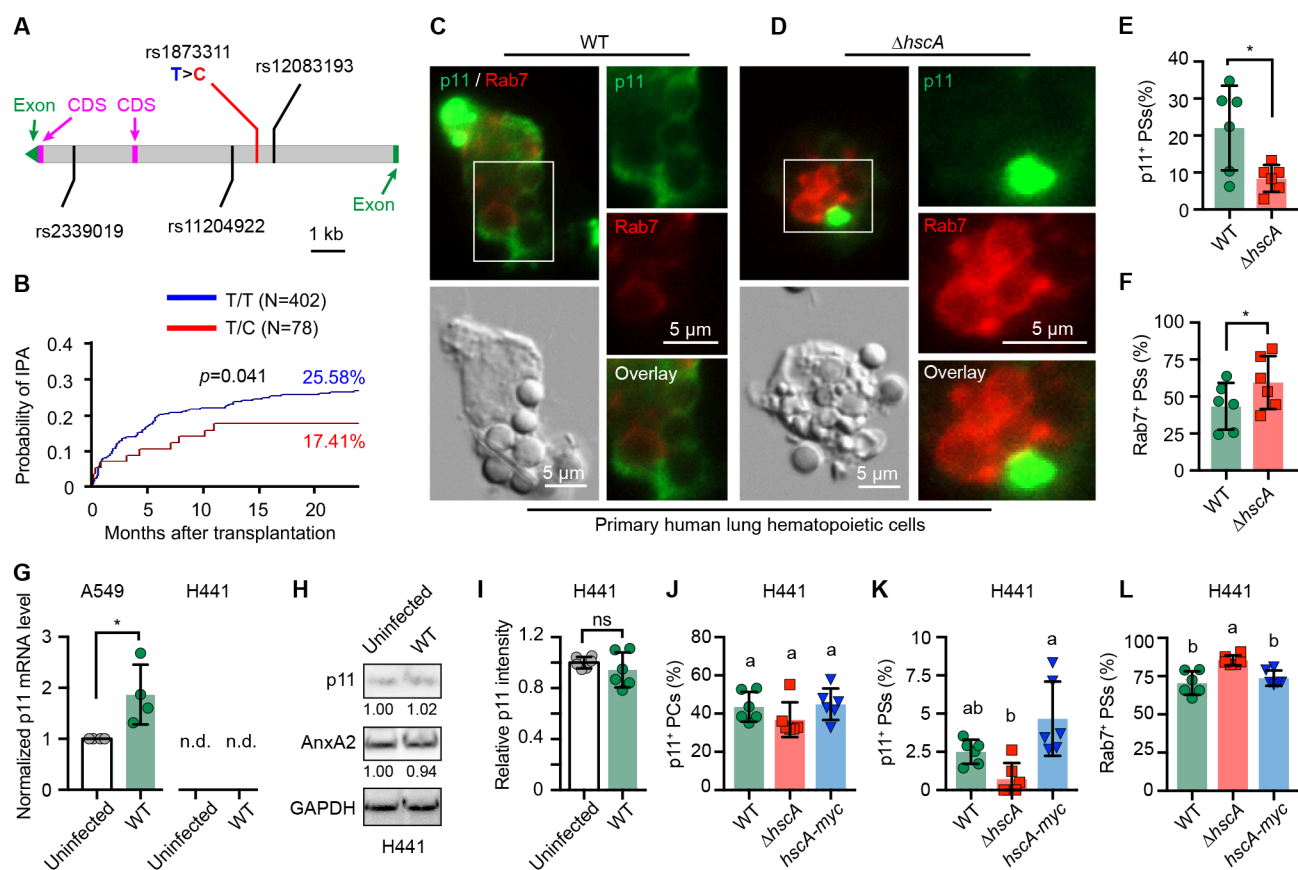 A
rs1873311
T>C
rs12083193
Exon
CDS
CDS
rs2339019
rs11204922
Exon
1 kb
B
T/T (N=402)
T/C (N=78)
Probability of IPA
0.4
0.3
0.2
0.1
0
p=0.041
25.58%
17.41%
0
5
10
15
20
Months after transplantation
C
WT
p11 / Rab7
p11
Rab7
5 µm
Overlay
5 µm
D
ΔhscA
p11
Rab7
5 µm
Overlay
5 µm
Primary human lung hematopoietic cells
E
p11⁺ PSs(%)
40
30
20
10
0
*
WT
ΔhscA
F
Rab7⁺ PSs (%)
100
75
50
25
0
*
WT
ΔhscA
G
A549
H441
Normalized p11 mRNA level
3
2
1
0
*
n.d.
n.d.
Uninfected
WT
Uninfected
WT
H
Uninfected
WT
p11
1.00
1.02
AnxA2
1.00
0.94
GAPDH
H441
I
H441
Relative p11 intensity
1.2
0.8
0.4
0
ns
Uninfected
WT
J
H441
p11⁺ PCs (%)
80
60
40
20
0
a
a
a
WT
ΔhscA
hscA-myc
K
H441
p11⁺ PSs (%)
7.5
5
2.5
0
ab
b
a
WT
ΔhscA
hscA-myc
L
H441
Rab7⁺ PSs (%)
100
75
50
25
0
b
a
b
WT
ΔhscA
hscA-myc